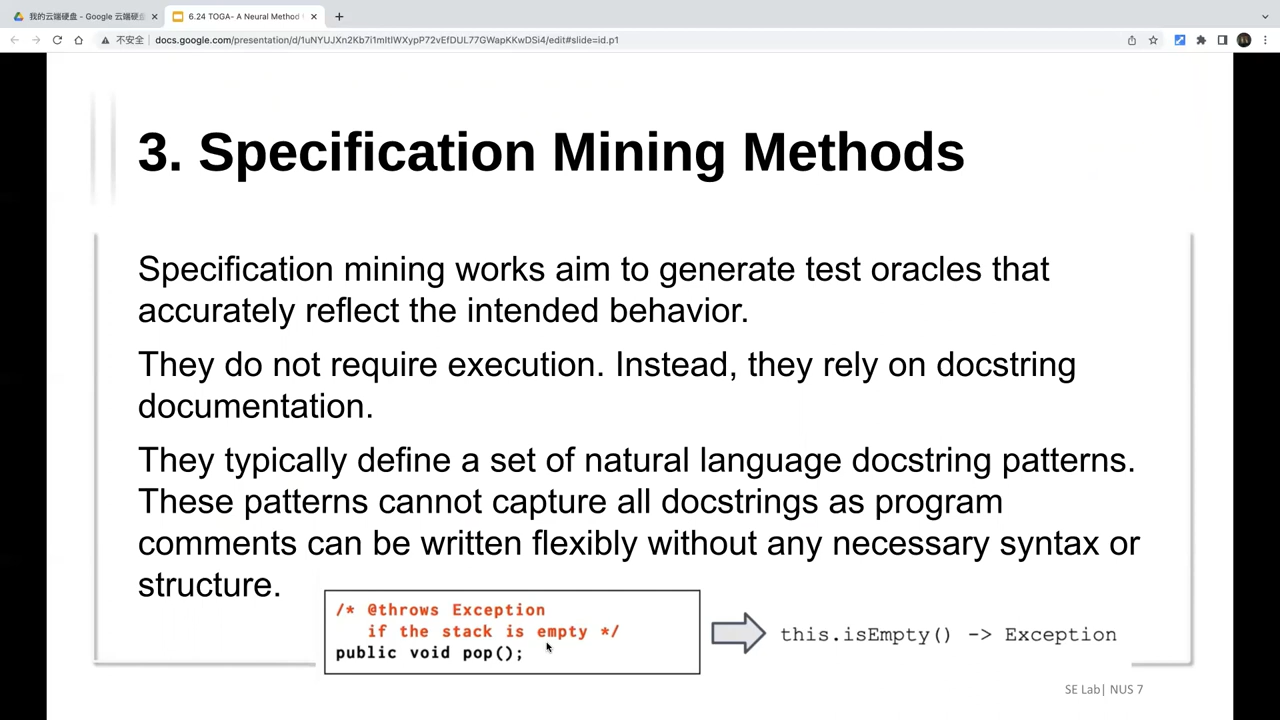 我的云端硬盘 - Google 云端硬盘
6.24 TOGA- A Neural Method
不安全
docs.google.com/presentation/d/1uNYUJXn2Kb7i1mItIWXypP72vEfDUL77GWapKKwDSi4/edit#slide=id.p1
3. Specification Mining Methods
Specification mining works aim to generate test oracles that
accurately reflect the intended behavior.
They do not require execution. Instead, they rely on docstring
documentation.
They typically define a set of natural language docstring patterns.
These patterns cannot capture all docstrings as program
comments can be written flexibly without any necessary syntax or
structure.
/* @throws Exception
if the stack is empty */
public void pop();
this.isEmpty() -> Exception
SE Lab| NUS 7